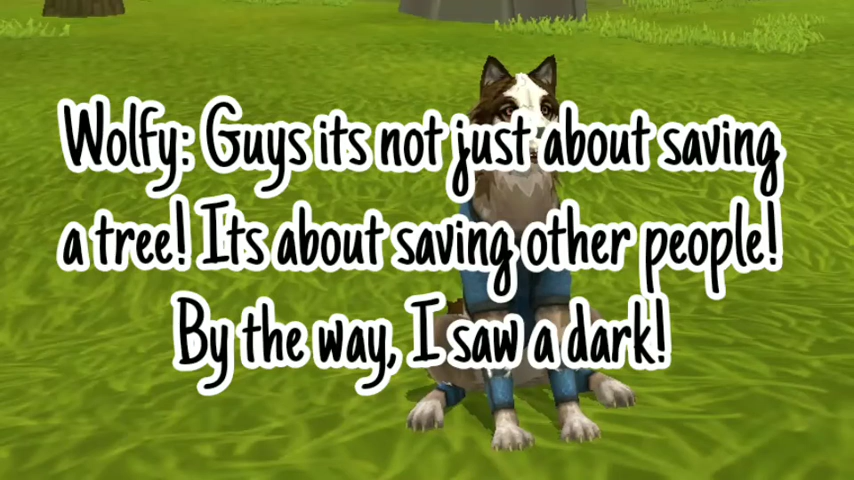 Wolfy: Guys its not just about saving
a tree! Its about saving other people!
By the way, I saw a dark!